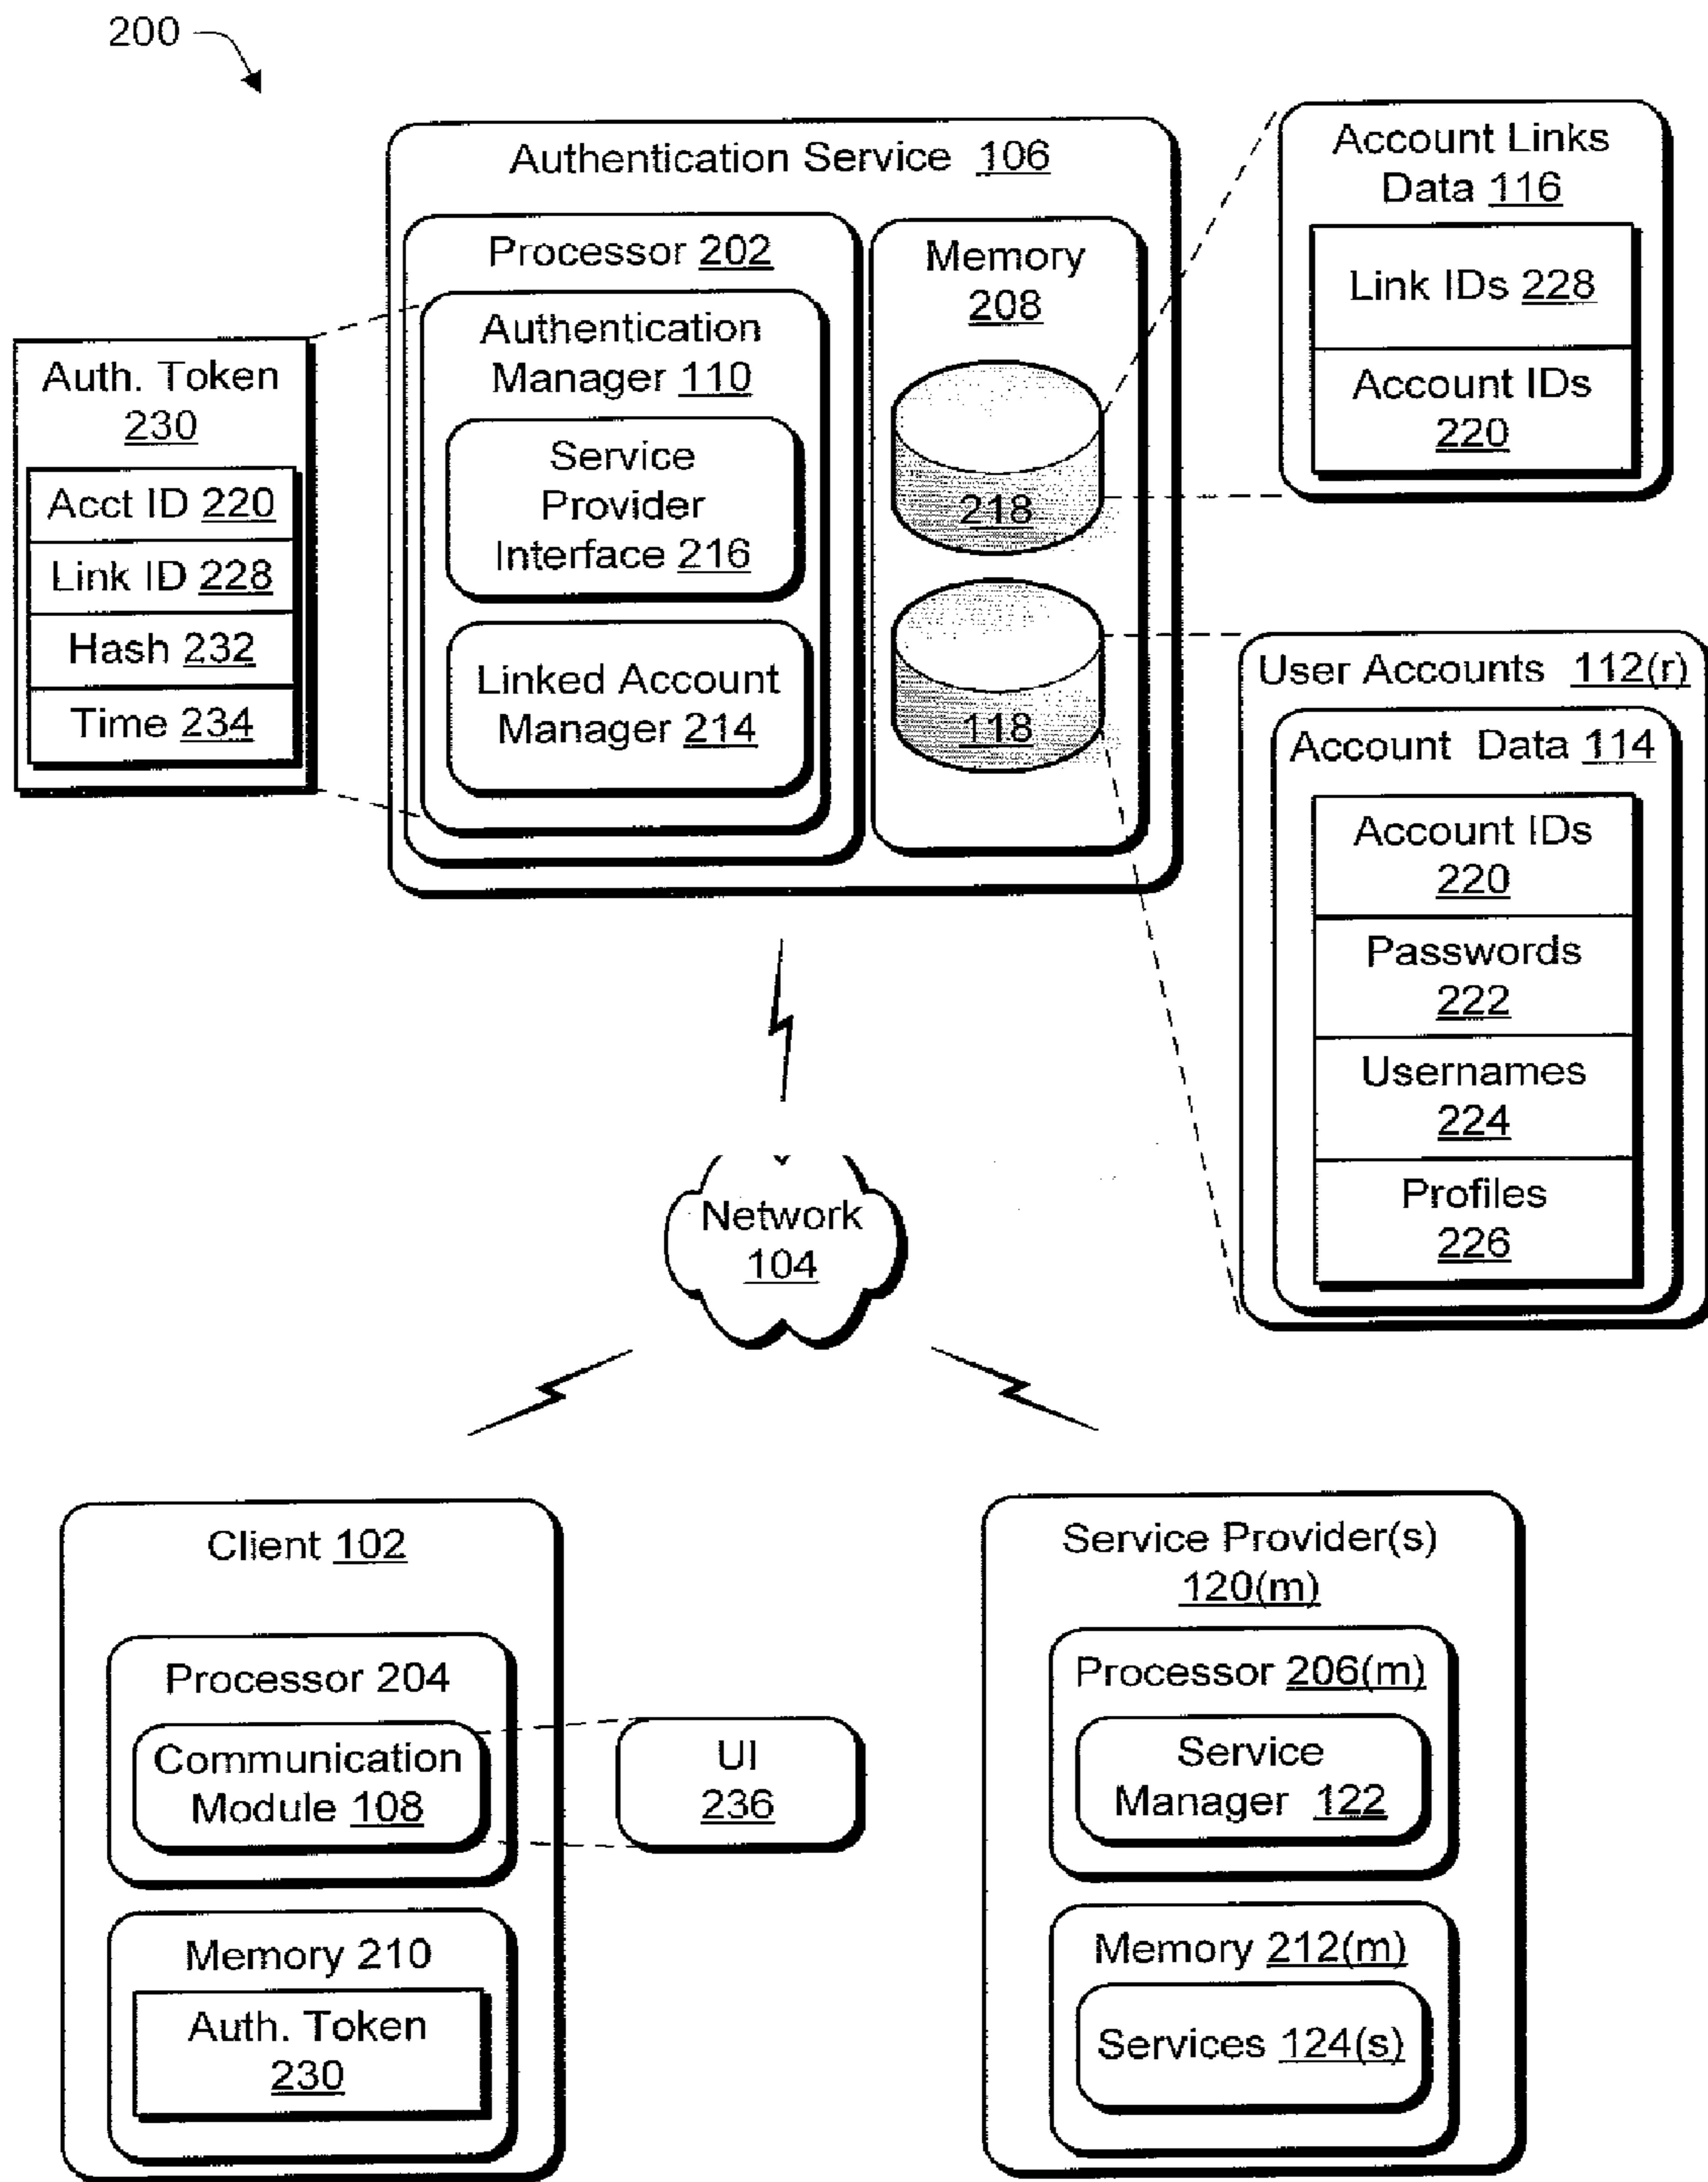 200
Authentication Service 106
Processor 202
Authentication
Manager 110
Service
Provider
Interface 216
Linked Account
Manager 214
Memory
208
218
118
Auth. Token
230
Acct ID 220
Link ID 228
Hash 232
Time 234
Account Links
Data 116
Link IDs 228
Account IDs
220
User Accounts 112(r)
Account Data 114
Account IDs
220
Passwords
222
Usernames
224
Profiles
226
Network
104
Client 102
Processor 204
Communication
Module 108
UI
236
Memory 210
Auth. Token
230
Service Provider(s)
120(m)
Processor 206(m)
Service
Manager 122
Memory 212(m)
Services 124(s)